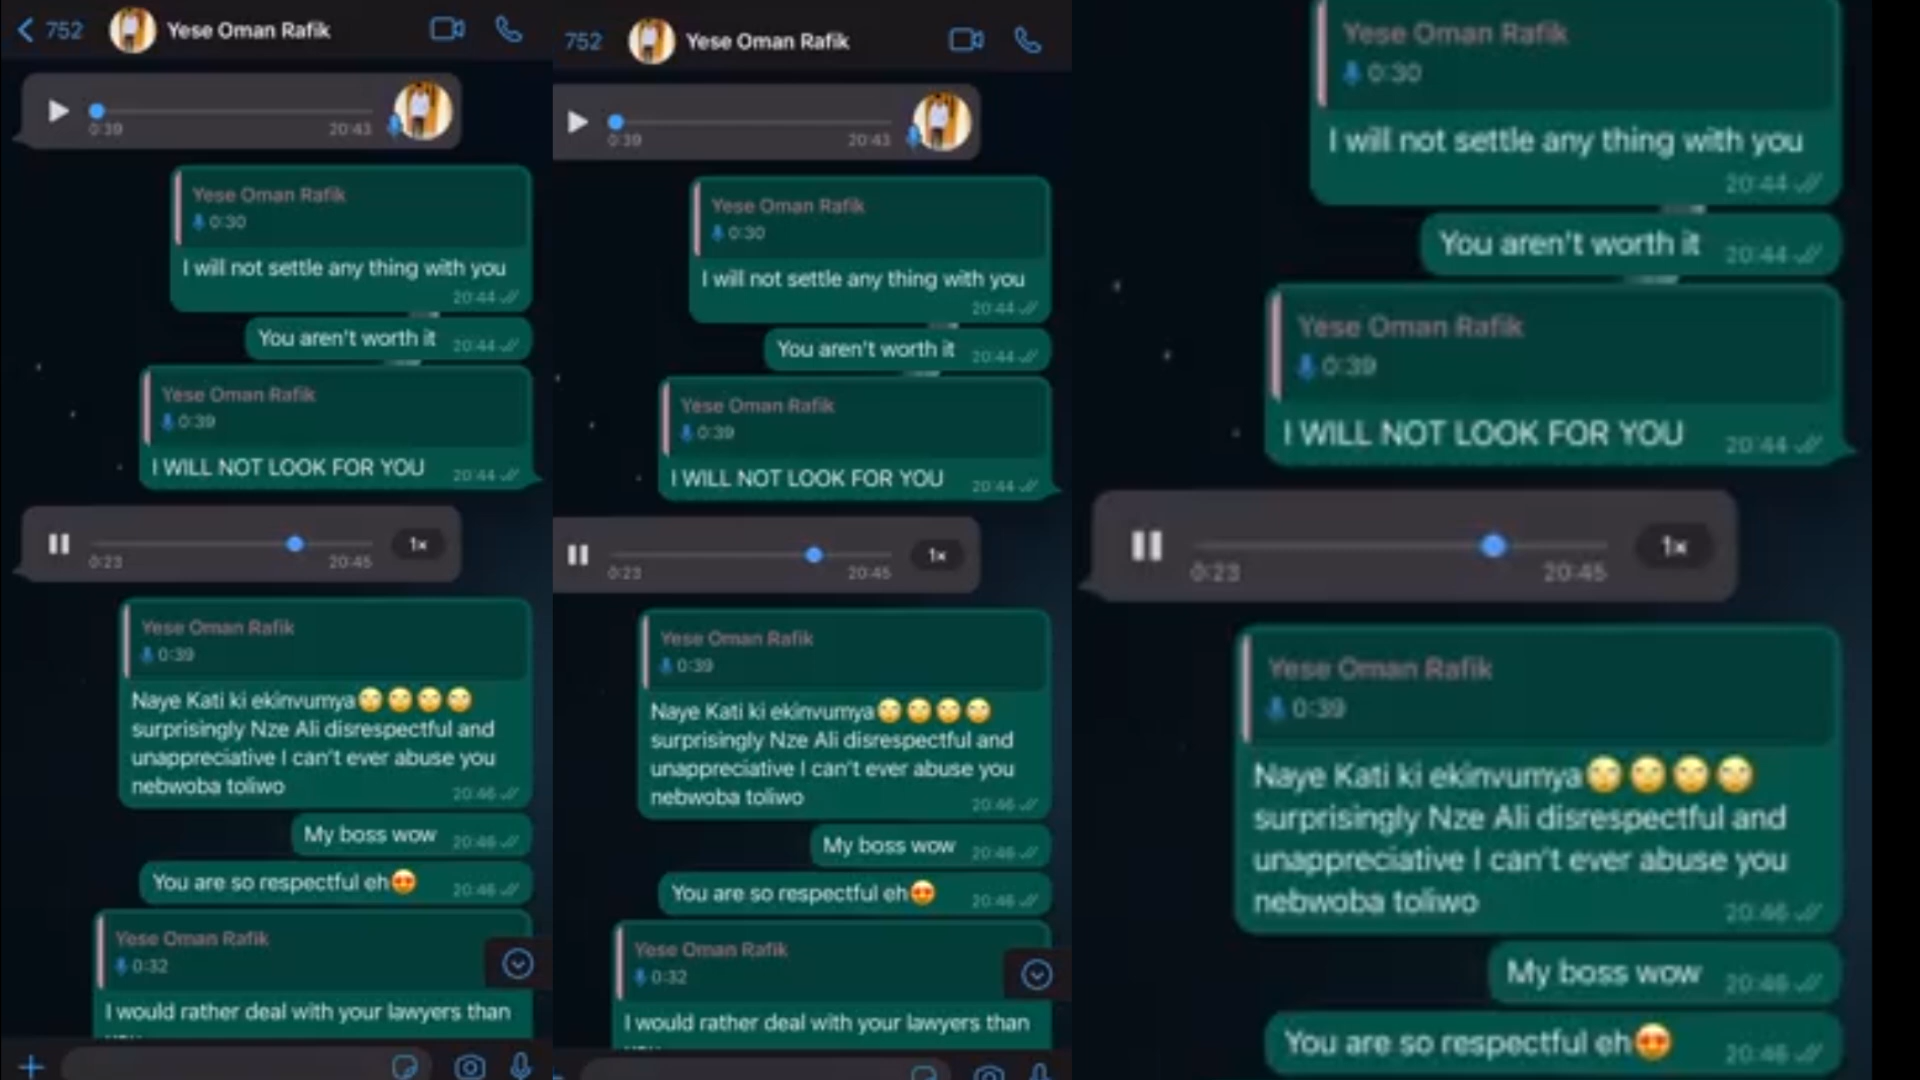 752
Yese Oman Rafik
0:39
20:43
Yese Oman Rafik
0:30
I will not settle any thing with you
20:44
You aren't worth it
20:44
Yese Oman Rafik
0:39
I WILL NOT LOOK FOR YOU
20:44
1×
0:23
20:45
Yese Oman Rafik
0:39
Naye Kati ki ekinvumya🙄🙄🙄🙄
surprisingly Nze Ali disrespectful and
unappreciative I can't ever abuse you
nebwoba toliwo
20:46
My boss wow
20:46
You are so respectful eh😍
20:46
Yese Oman Rafik
0:32
I would rather deal with your lawyers than
752
Yese Oman Rafik
0:39
20:43
Yese Oman Rafik
0:30
I will not settle any thing with you
20:44
You aren't worth it
20:44
Yese Oman Rafik
0:39
I WILL NOT LOOK FOR YOU
20:44
1×
0:23
20:45
Yese Oman Rafik
0:39
Naye Kati ki ekinvumya🙄🙄🙄🙄
surprisingly Nze Ali disrespectful and
unappreciative I can't ever abuse you
nebwoba toliwo
20:46
My boss wow
20:46
You are so respectful eh😍
20:46
Yese Oman Rafik
0:32
I would rather deal with your lawyers than
Yese Oman Rafik
0:30
I will not settle any thing with you
20:44
You aren't worth it
20:44
Yese Oman Rafik
0:39
I WILL NOT LOOK FOR YOU
20:44
1×
0:23
20:45
Yese Oman Rafik
0:39
Naye Kati ki ekinvumya🙄🙄🙄🙄
surprisingly Nze Ali disrespectful and
unappreciative I can't ever abuse you
nebwoba toliwo
20:46
My boss wow
20:46
You are so respectful eh😍
20:46